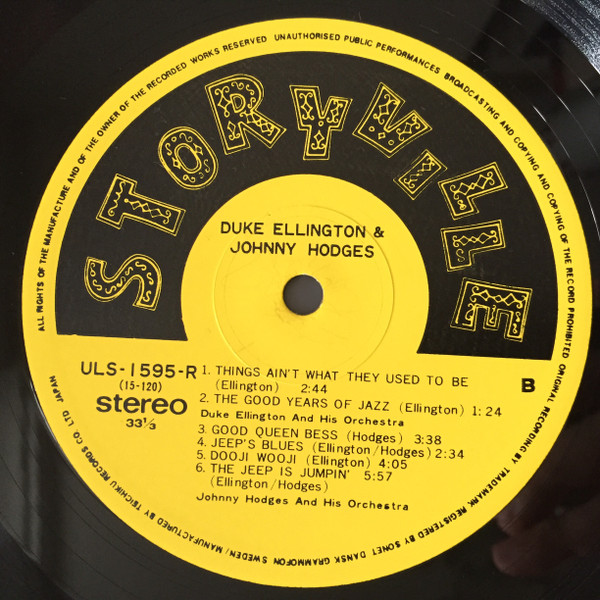 ALL RIGHTS OF THE MANUFACTURE AND OF THE OWNER OF THE RECORDED WORKS RESERVED UNAUTHORISED PUBLIC PERFORMANCES BROADCASTING AND COPYING AND COPYING OF THE RECORD PROHIBITED
STORYVILLE
DUKE ELLINGTON &
JOHNNY HODGES
ULS-1595-R
(15-120)
stereo
33 1/3
B
1. THINGS AIN'T WHAT THEY USED TO BE
(Ellington) 2:44
2. THE GOOD YEARS OF JAZZ (Ellington) 1:24
Duke Ellington And His Orchestra
3. GOOD QUEEN BESS (Hodges) 3:38
4. JEEP'S BLUES (Ellington/Hodges) 2:34
5. DOOJI WOOJI (Ellington) 4:05
6. THE JEEP IS JUMPIN' 5:57
(Ellington/Hodges)
Johnny Hodges And His Orchestra
ORIGINAL RECORDING BY TRADEMARK REGISTERED BY SONET DANSK GRAMMOFON SWEDEN/MANUFACTURED BY TEICHIKU RECORDS CO. LTD. JAPAN